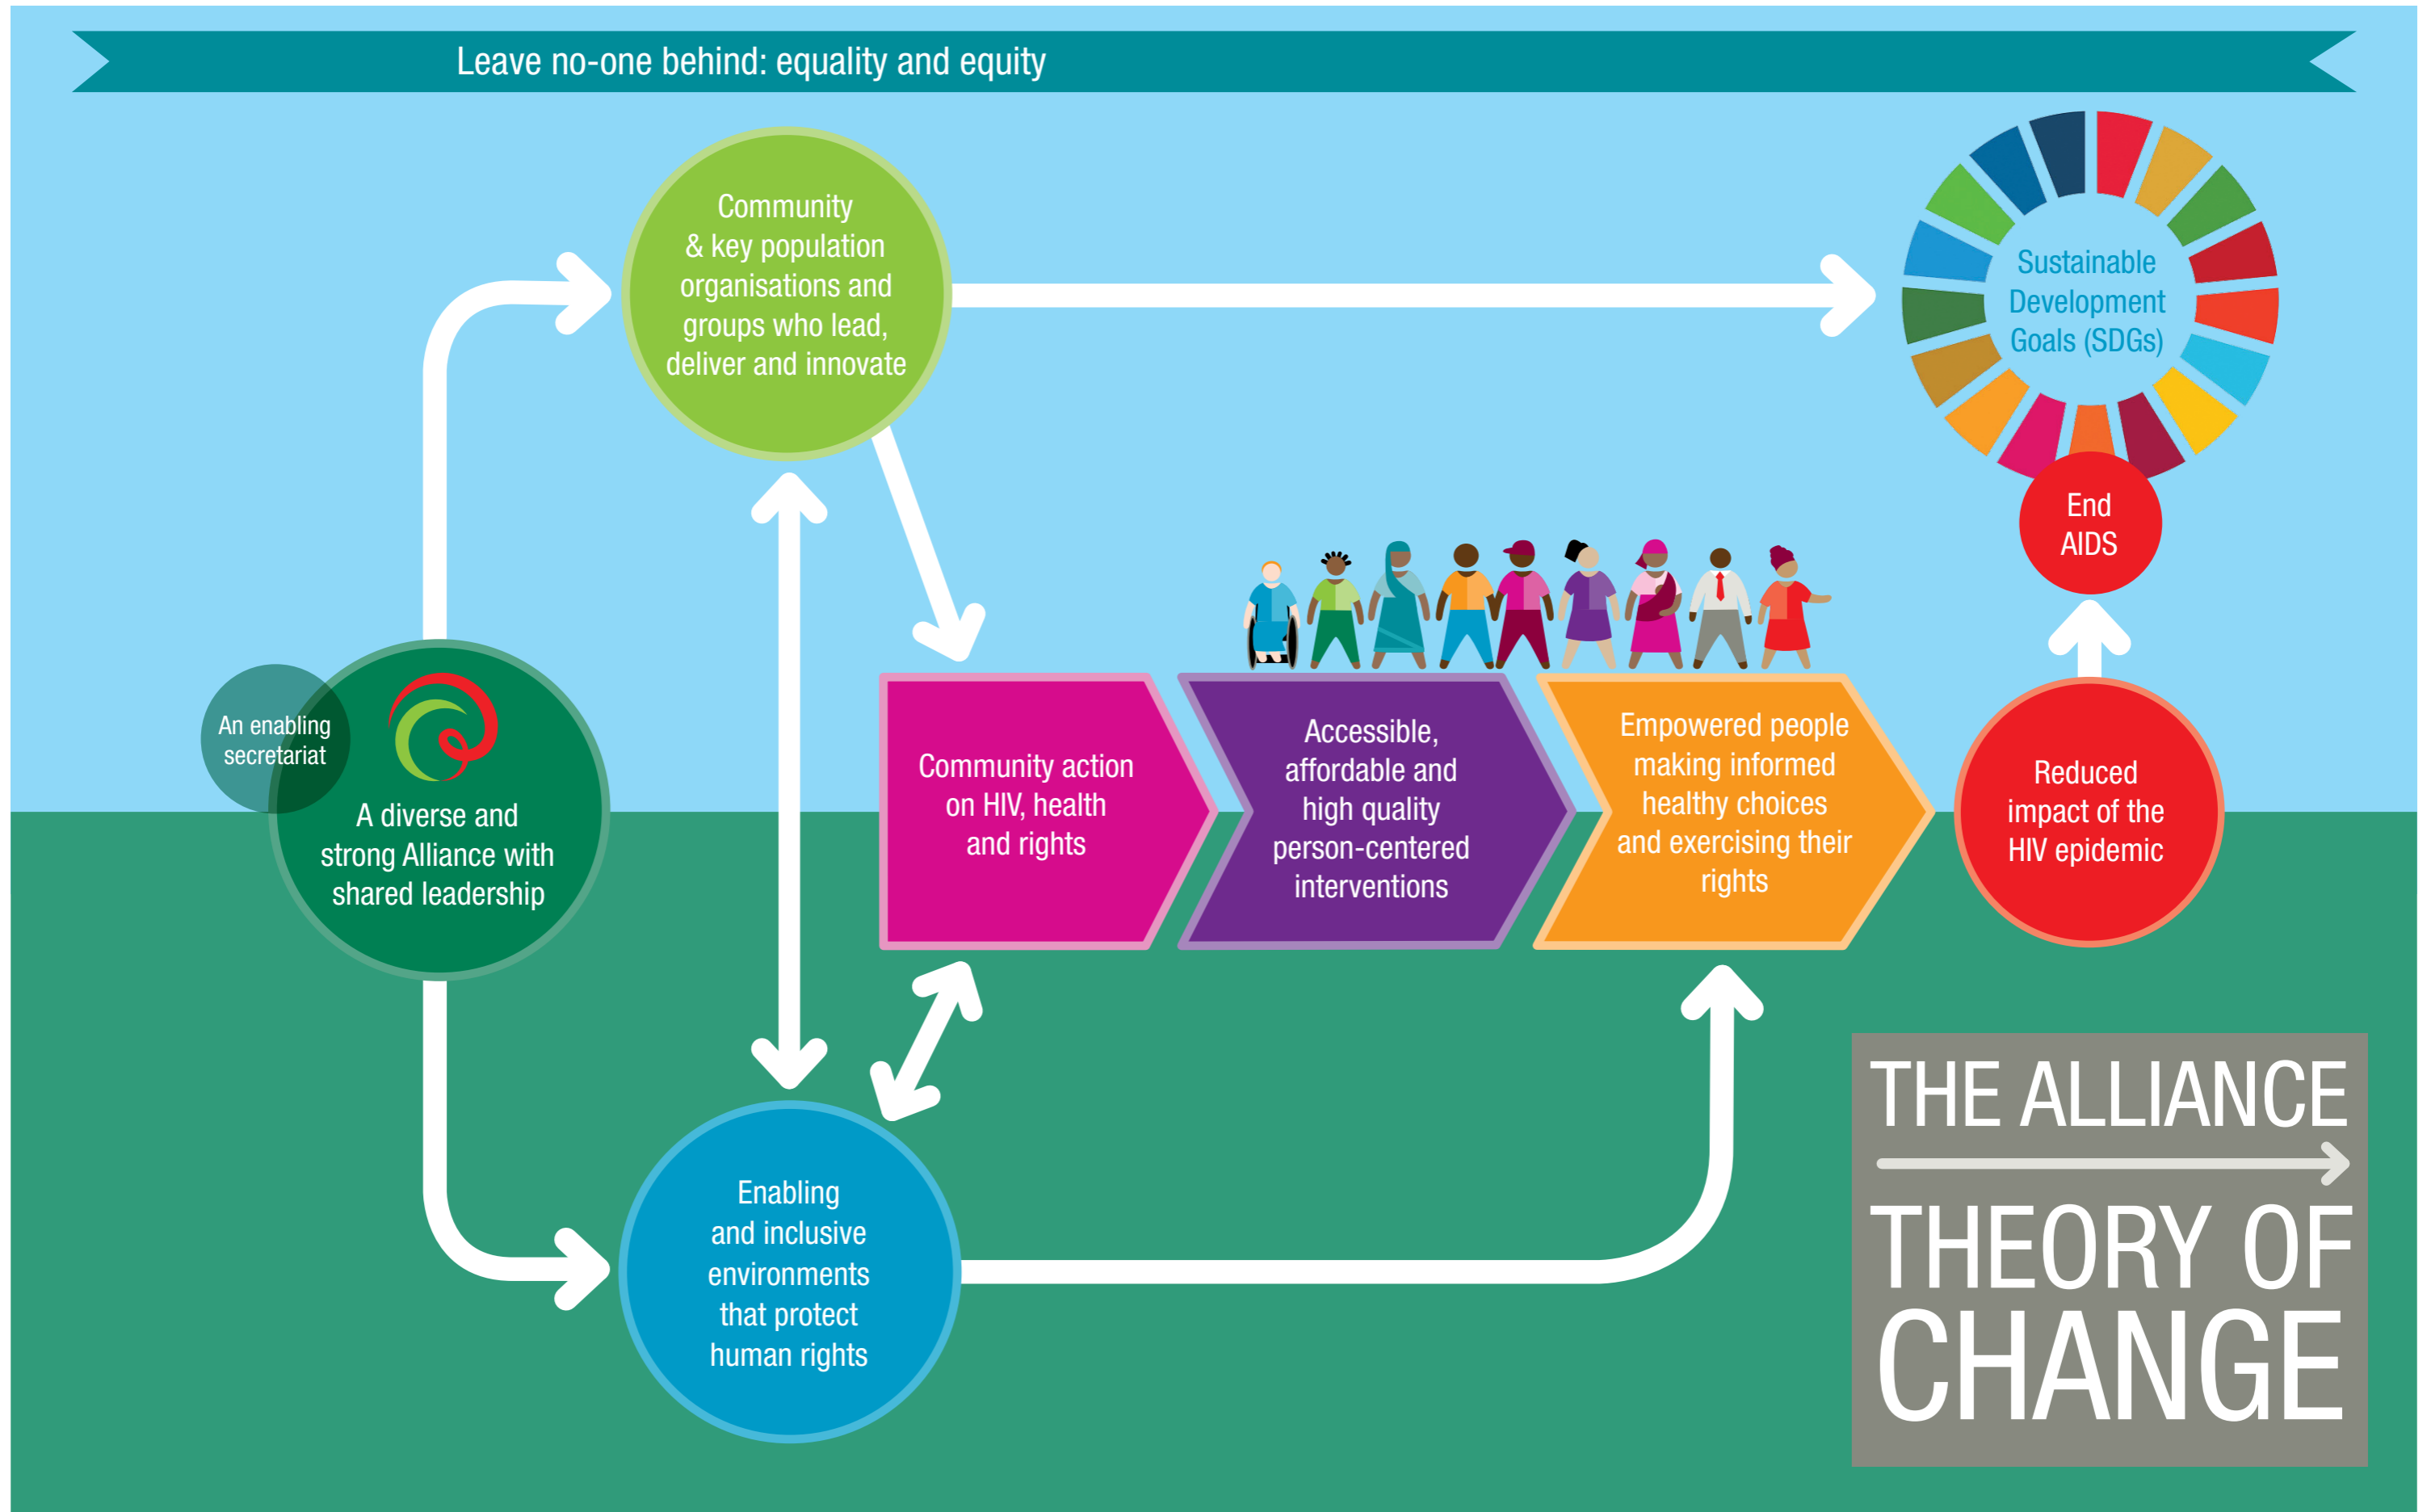 Leave no-one behind: equality and equity
Community
& key population
organisations and
groups who lead,
deliver and innovate
Sustainable
Development
Goals (SDGs)
End
AIDS
An enabling
secretariat
A diverse and
strong Alliance with
shared leadership
Community action
on HIV, health
and rights
Accessible,
affordable and
high quality
person-centered
interventions
Empowered people
making informed
healthy choices
and exercising their
rights
Reduced
impact of the
HIV epidemic
Enabling
and inclusive
environments
that protect
human rights
THE ALLIANCE
THEORY OF
CHANGE